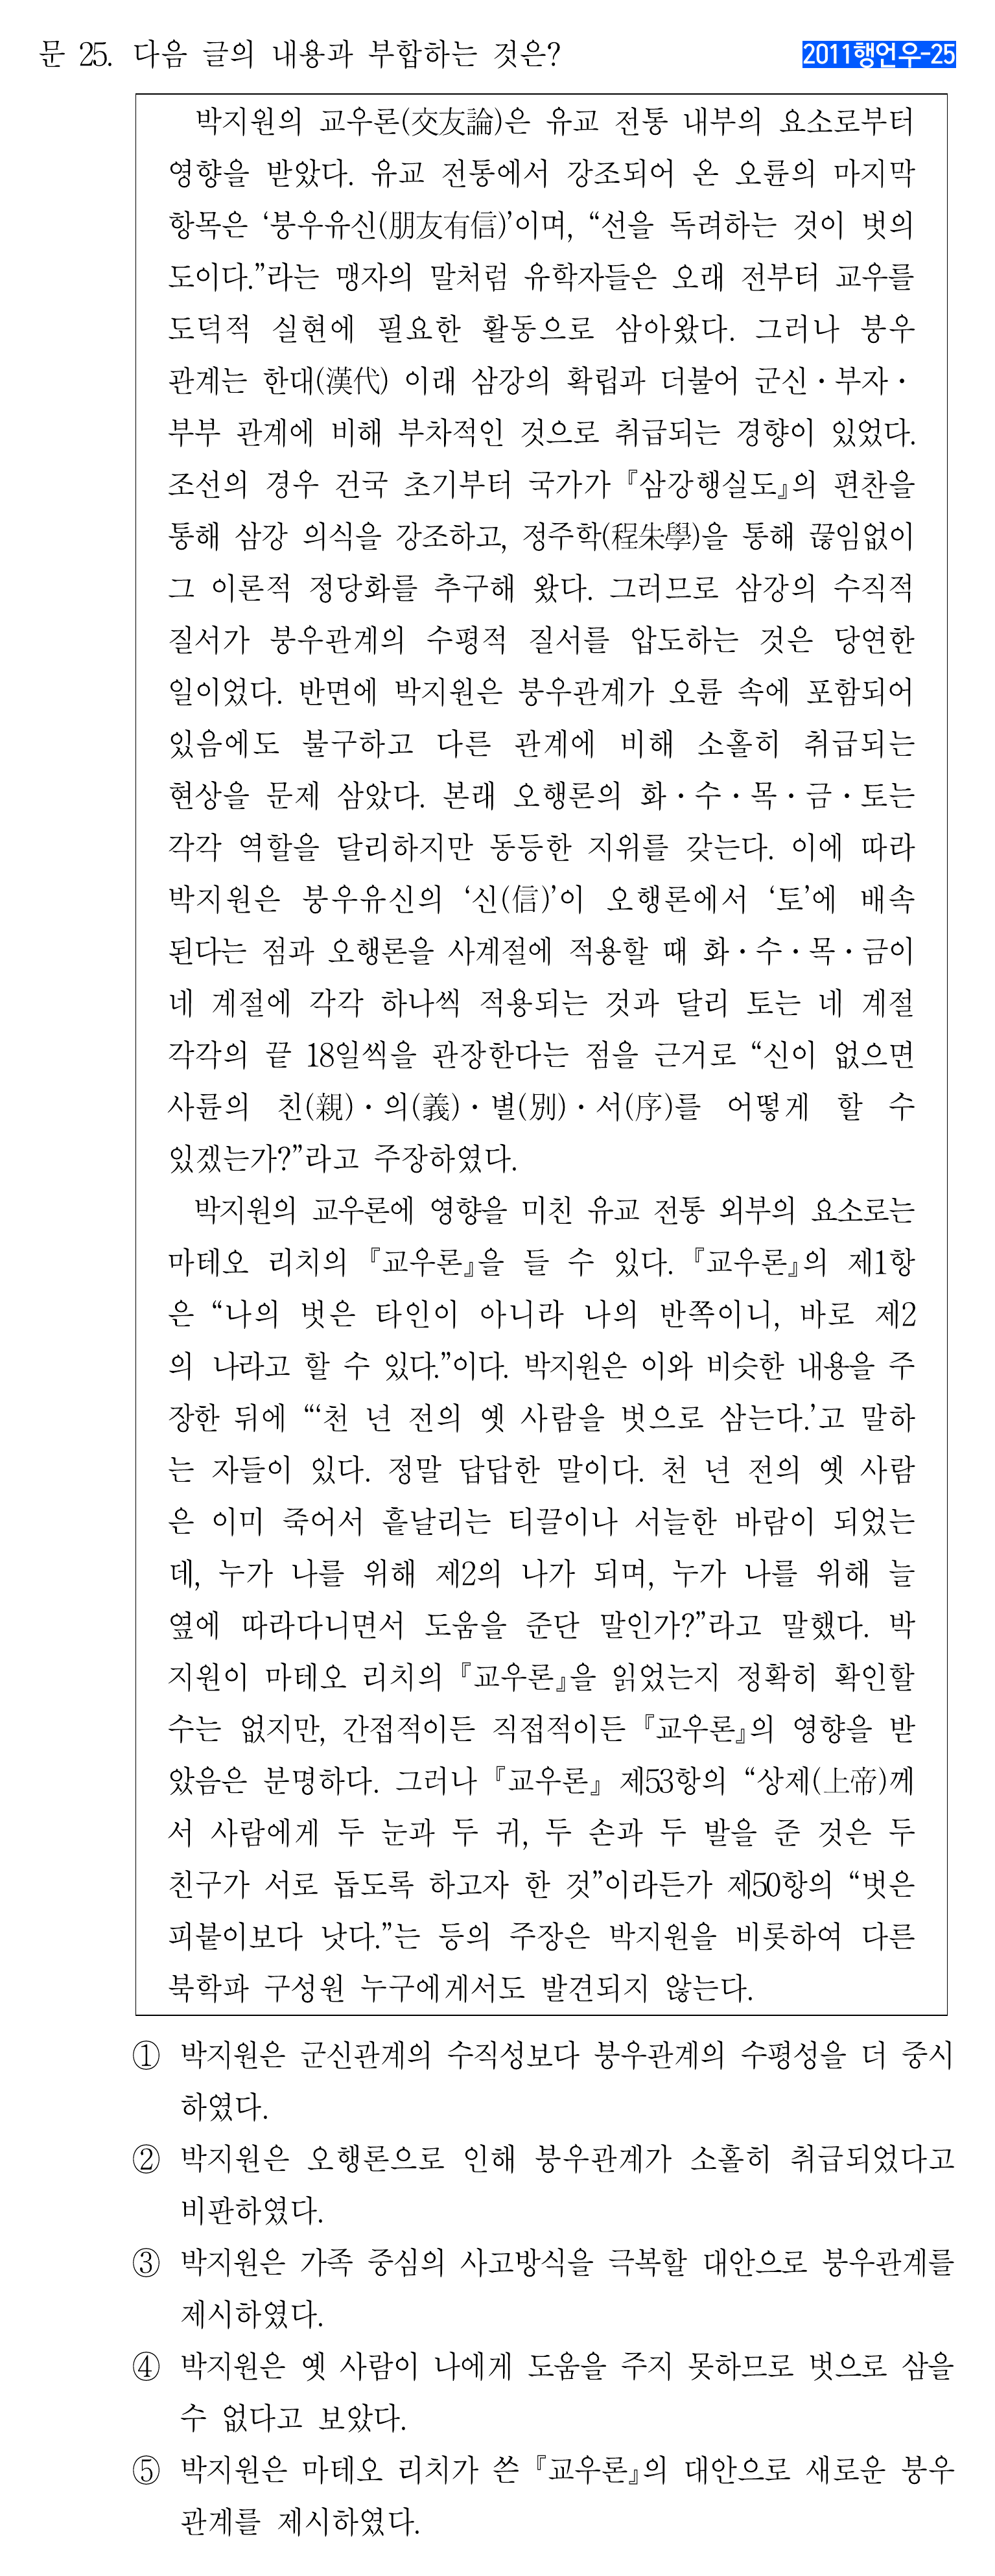 문 25. 다음 글의 내용과 부합하는 것은?
2011행언우-25
박지원의 교우론(交友論)은 유교 전통 내부의 요소로부터
영향을 받았다. 유교 전통에서 강조되어 온 오륜의 마지막
항목은 ‘붕우유신(朋友有信)’이며, “선을 독려하는 것이 벗의
도이다.”라는 맹자의 말처럼 유학자들은 오래 전부터 교우를
도덕적 실현에 필요한 활동으로 삼아왔다. 그러나 붕우
관계는 한대(漢代) 이래 삼강의 확립과 더불어 군신·부자·
부부 관계에 비해 부차적인 것으로 취급되는 경향이 있었다.
조선의 경우 건국 초기부터 국가가 『삼강행실도』의 편찬을
통해 삼강 의식을 강조하고, 정주학(程朱學)을 통해 끊임없이
그 이론적 정당화를 추구해 왔다. 그러므로 삼강의 수직적
질서가 붕우관계의 수평적 질서를 압도하는 것은 당연한
일이었다. 반면에 박지원은 붕우관계가 오륜 속에 포함되어
있음에도 불구하고 다른 관계에 비해 소홀히 취급되는
현상을 문제 삼았다. 본래 오행론의 화·수·목·금·토는
각각 역할을 달리하지만 동등한 지위를 갖는다. 이에 따라
박지원은 붕우유신의 ‘신(信)’이 오행론에서 ‘토’에 배속
된다는 점과 오행론을 사계절에 적용할 때 화·수·목·금이
네 계절에 각각 하나씩 적용되는 것과 달리 토는 네 계절
각각의 끝 18일씩을 관장한다는 점을 근거로 “신이 없으면
사륜의 친(親)·의(義)·별(別)·서(序)를 어떻게 할 수
있겠는가?”라고 주장하였다.
박지원의 교우론에 영향을 미친 유교 전통 외부의 요소로는
마테오 리치의 『교우론』을 들 수 있다. 『교우론』의 제1항
은 “나의 벗은 타인이 아니라 나의 반쪽이니, 바로 제2
의 나라고 할 수 있다.”이다. 박지원은 이와 비슷한 내용을 주
장한 뒤에 “‘천 년 전의 옛 사람을 벗으로 삼는다.’고 말하
는 자들이 있다. 정말 답답한 말이다. 천 년 전의 옛 사람
은 이미 죽어서 흩날리는 티끌이나 서늘한 바람이 되었는
데, 누가 나를 위해 제2의 나가 되며, 누가 나를 위해 늘
옆에 따라다니면서 도움을 준단 말인가?”라고 말했다. 박
지원이 마테오 리치의 『교우론』을 읽었는지 정확히 확인할
수는 없지만, 간접적이든 직접적이든 『교우론』의 영향을 받
았음은 분명하다. 그러나 『교우론』 제53항의 “상제(上帝)께
서 사람에게 두 눈과 두 귀, 두 손과 두 발을 준 것은 두
친구가 서로 돕도록 하고자 한 것”이라든가 제50항의 “벗은
피붙이보다 낫다.”는 등의 주장은 박지원을 비롯하여 다른
북학파 구성원 누구에게서도 발견되지 않는다.
① 박지원은 군신관계의 수직성보다 붕우관계의 수평성을 더 중시
하였다.
② 박지원은 오행론으로 인해 붕우관계가 소홀히 취급되었다고
비판하였다.
③ 박지원은 가족 중심의 사고방식을 극복할 대안으로 붕우관계를
제시하였다.
④ 박지원은 옛 사람이 나에게 도움을 주지 못하므로 벗으로 삼을
수 없다고 보았다.
⑤ 박지원은 마테오 리치가 쓴 『교우론』의 대안으로 새로운 붕우
관계를 제시하였다.